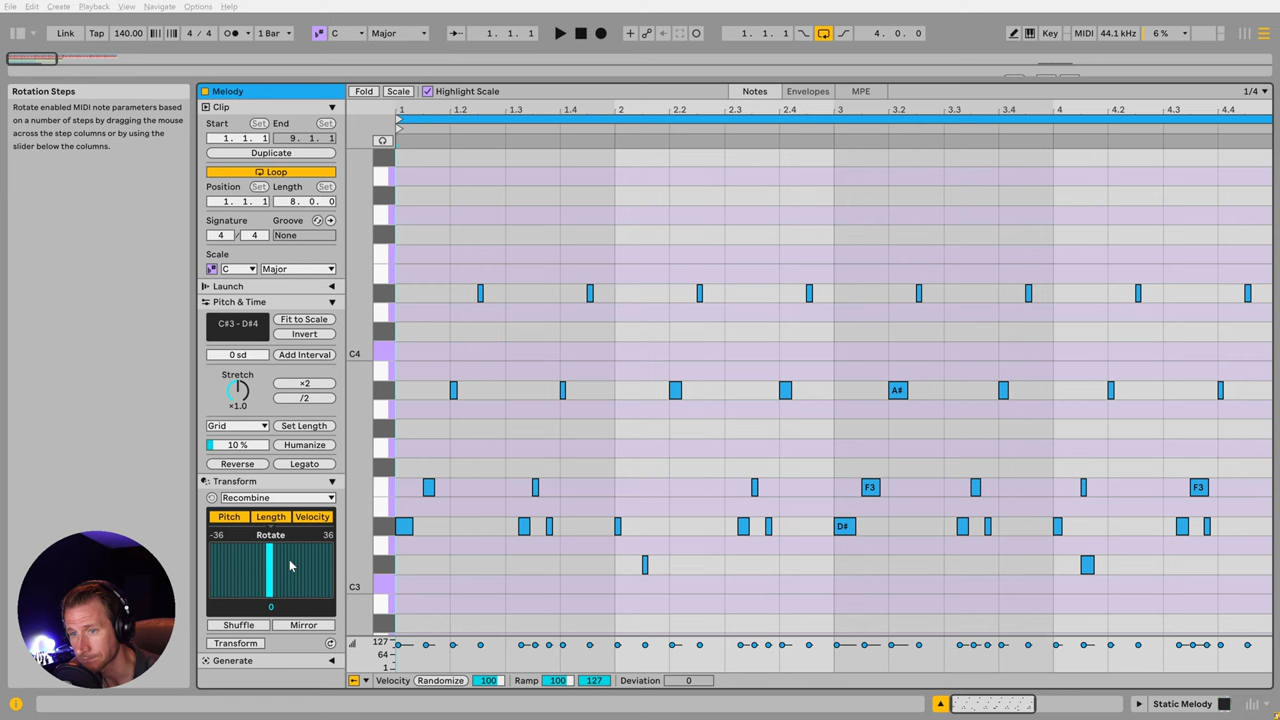 File Edit Create Playback View Navigate Options Help
Link Tap 140.00 4 / 4 1 Bar C Major 1. 1. 1 1. 1. 1 4. 0. 0 Key MIDI 44.1 kHz 6 %
Rotation Steps
Rotate enabled MIDI note parameters based
on a number of steps by dragging the mouse
across the step columns or by using the
slider below the columns.
Melody
Clip
Start Set End Set
1. 1. 1 9. 1. 1
Duplicate
Loop
Position Set Length Set
1. 1. 1 8. 0. 0
Signature Groove
4 / 4 None
Scale
C Major
Launch
Pitch & Time
C#3 - D#4 Fit to Scale
Invert
0 sd Add Interval
Stretch ×2
×1.0 /2
Grid Set Length
10 % Humanize
Reverse Legato
Transform
Recombine
Pitch Length Velocity
-36 Rotate 36
0
Shuffle Mirror
Transform
Generate
Fold Scale Highlight Scale Notes Envelopes MPE 1/4
1 1.2 1.3 1.4 2 2.2 2.3 2.4 3 3.2 3.3 3.4 4 4.2 4.3 4.4
C4
A#
F3 F3
D#
C3
127
64
1
Velocity Randomize 100 Ramp 100 127 Deviation 0
Static Melody